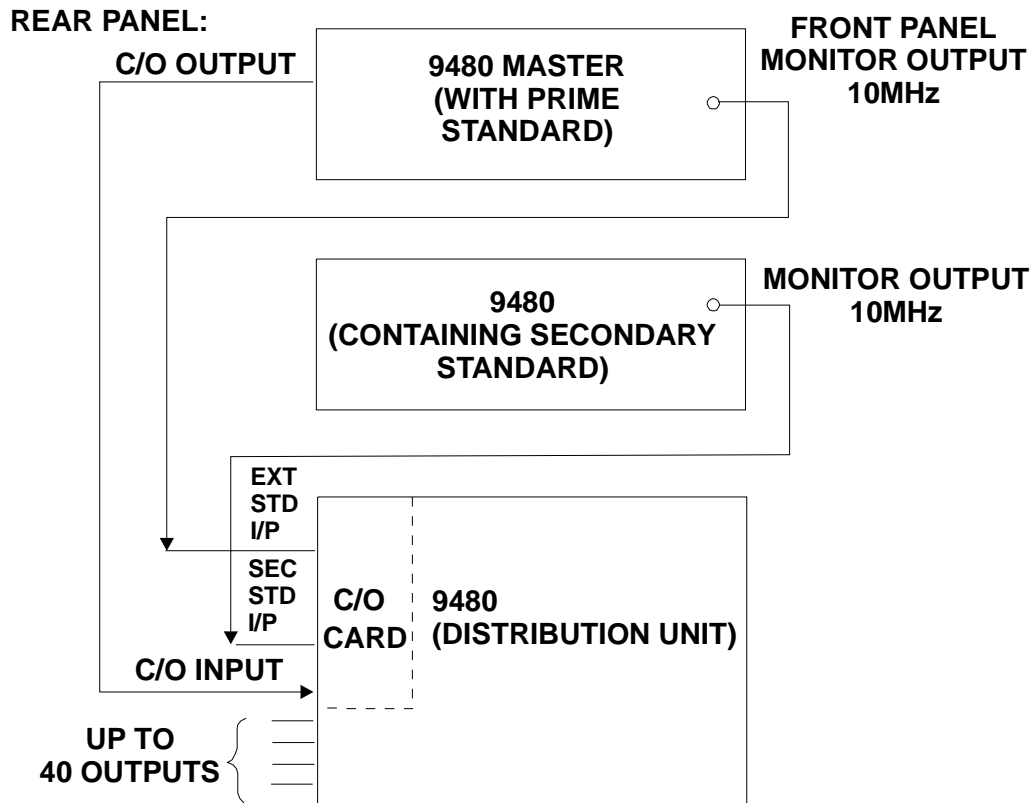 REAR PANEL:
C/O OUTPUT
9480 MASTER
(WITH PRIME
STANDARD)
FRONT PANEL
MONITOR OUTPUT
10MHz
9480
(CONTAINING SECONDARY
STANDARD)
MONITOR OUTPUT
10MHz
EXT
STD
I/P
SEC
STD
I/P
C/O
CARD
9480
(DISTRIBUTION UNIT)
C/O INPUT
UP TO
40 OUTPUTS